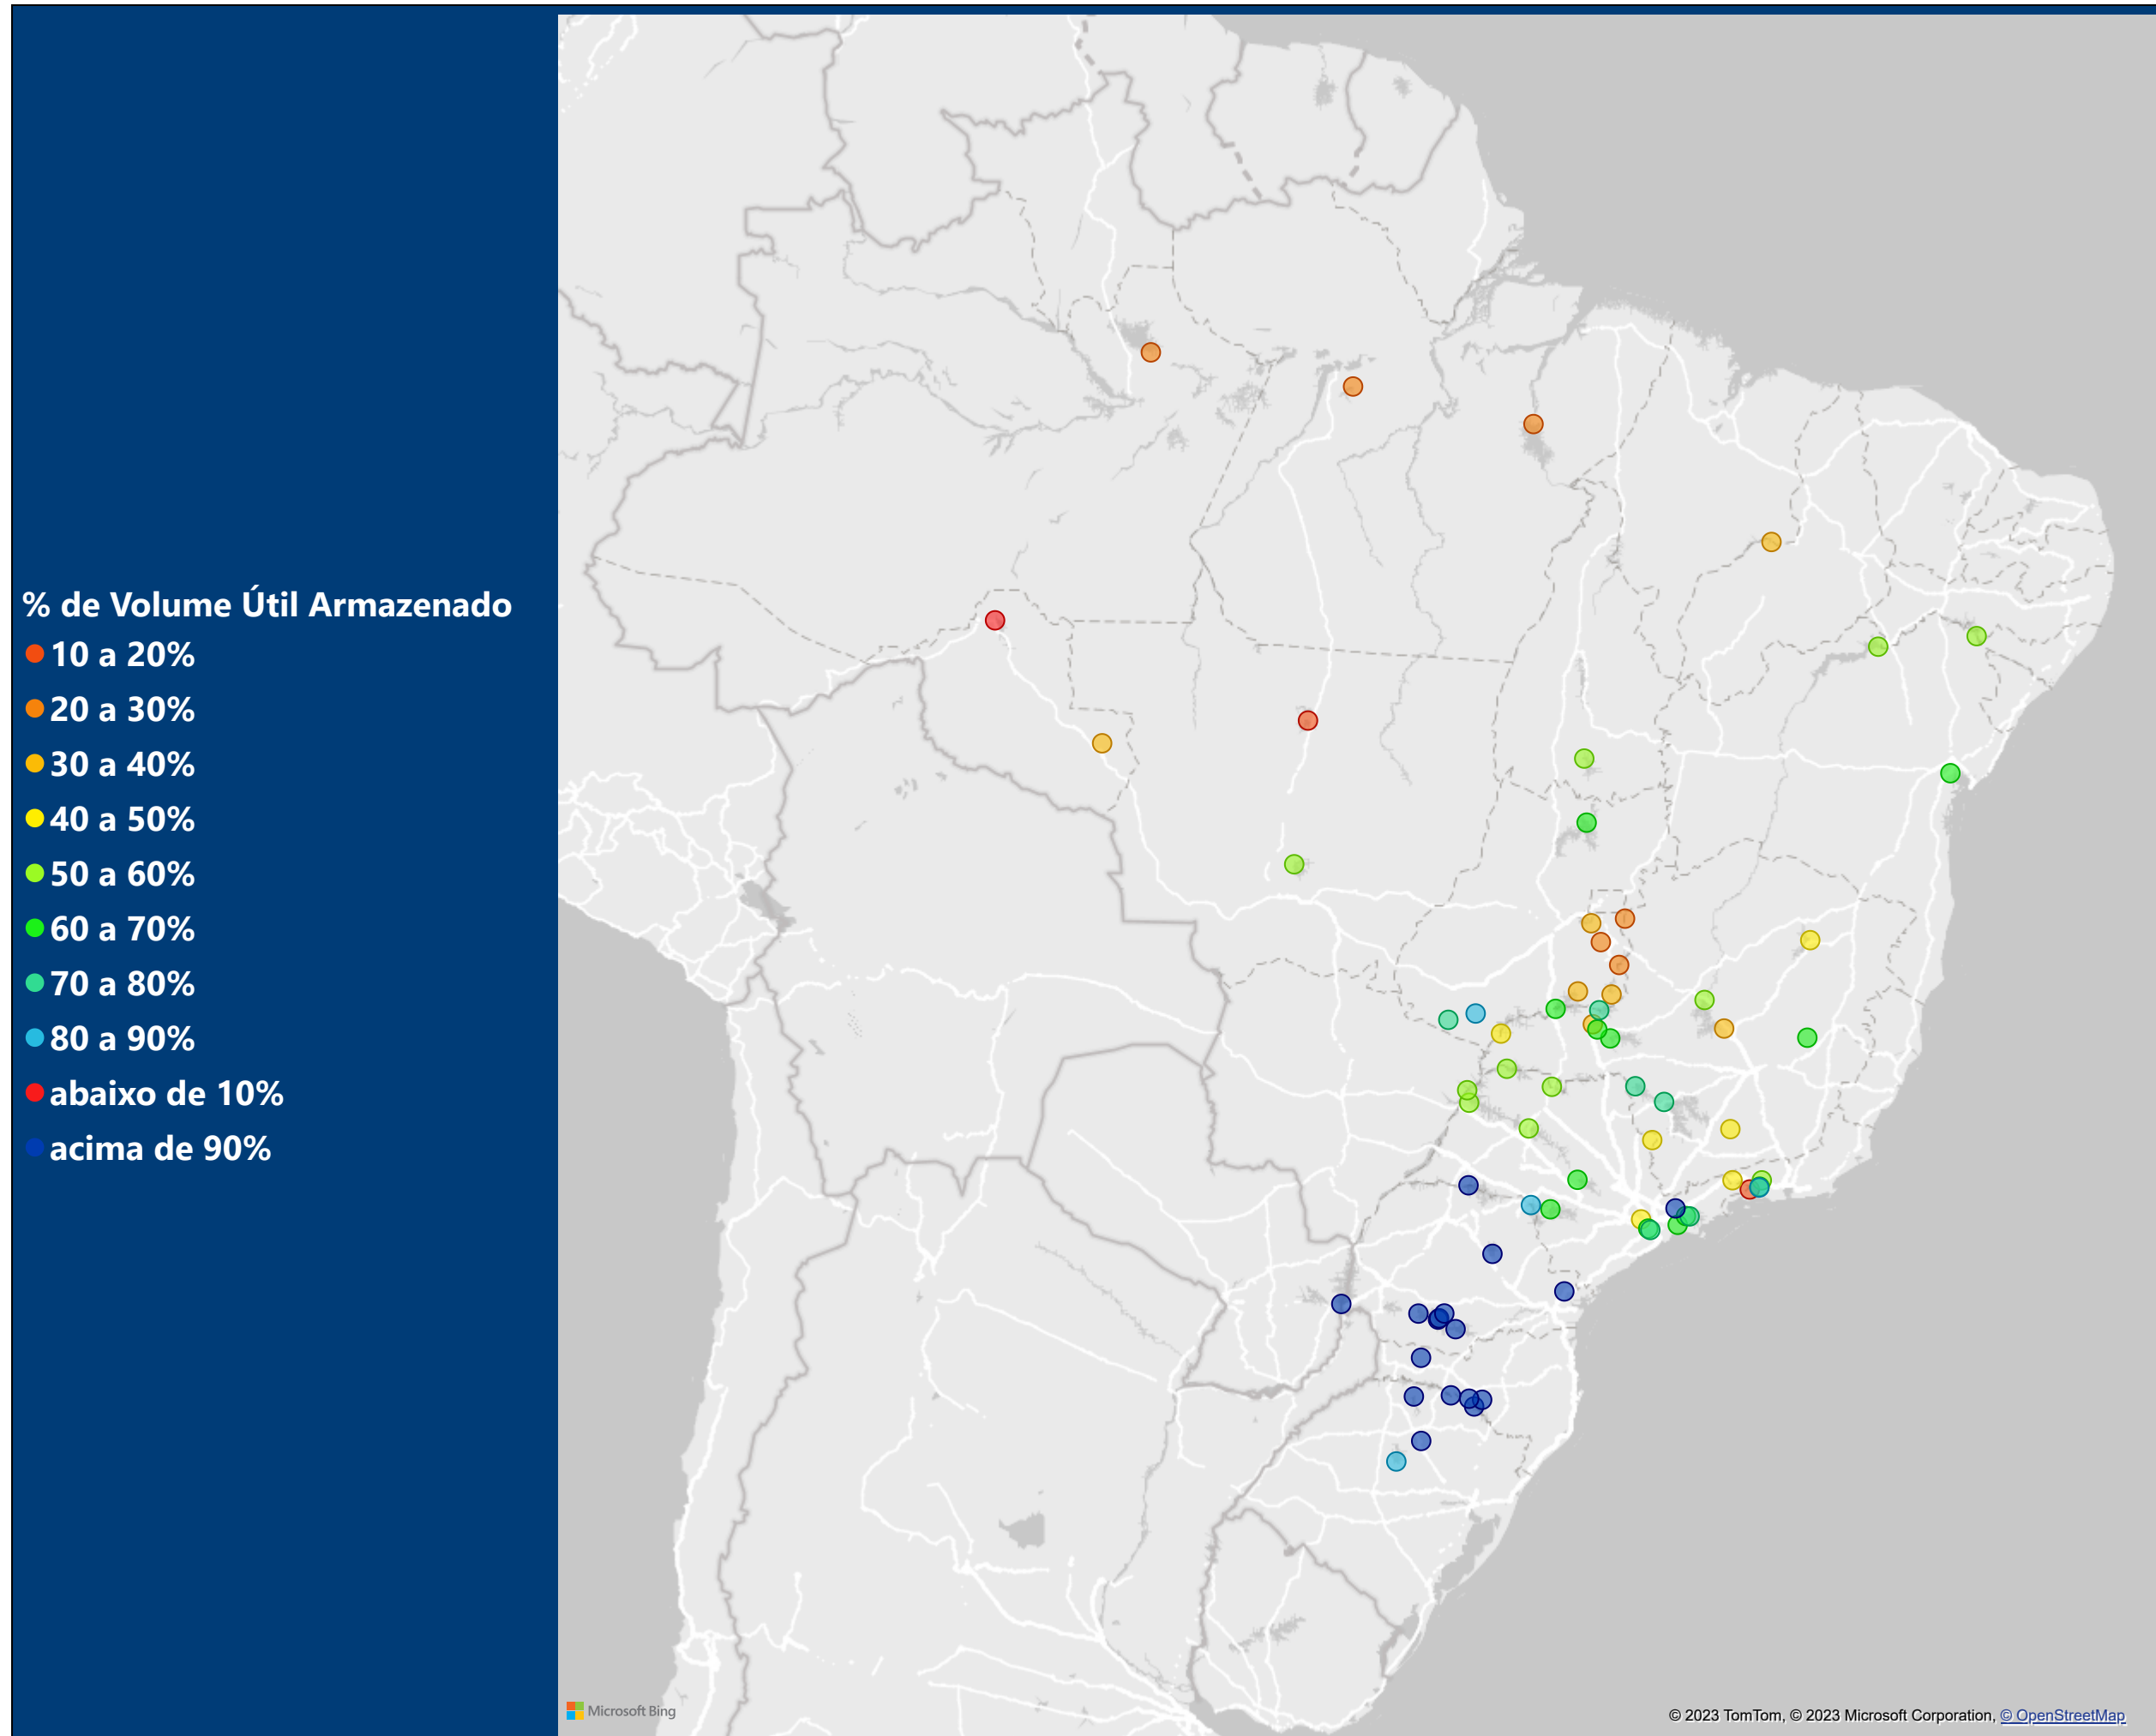 % de Volume Útil Armazenado
10 a 20%
20 a 30%
30 a 40%
40 a 50%
50 a 60%
60 a 70%
70 a 80%
80 a 90%
abaixo de 10%
acima de 90%
Microsoft Bing
© 2023 TomTom, © 2023 Microsoft Corporation, © OpenStreetMap